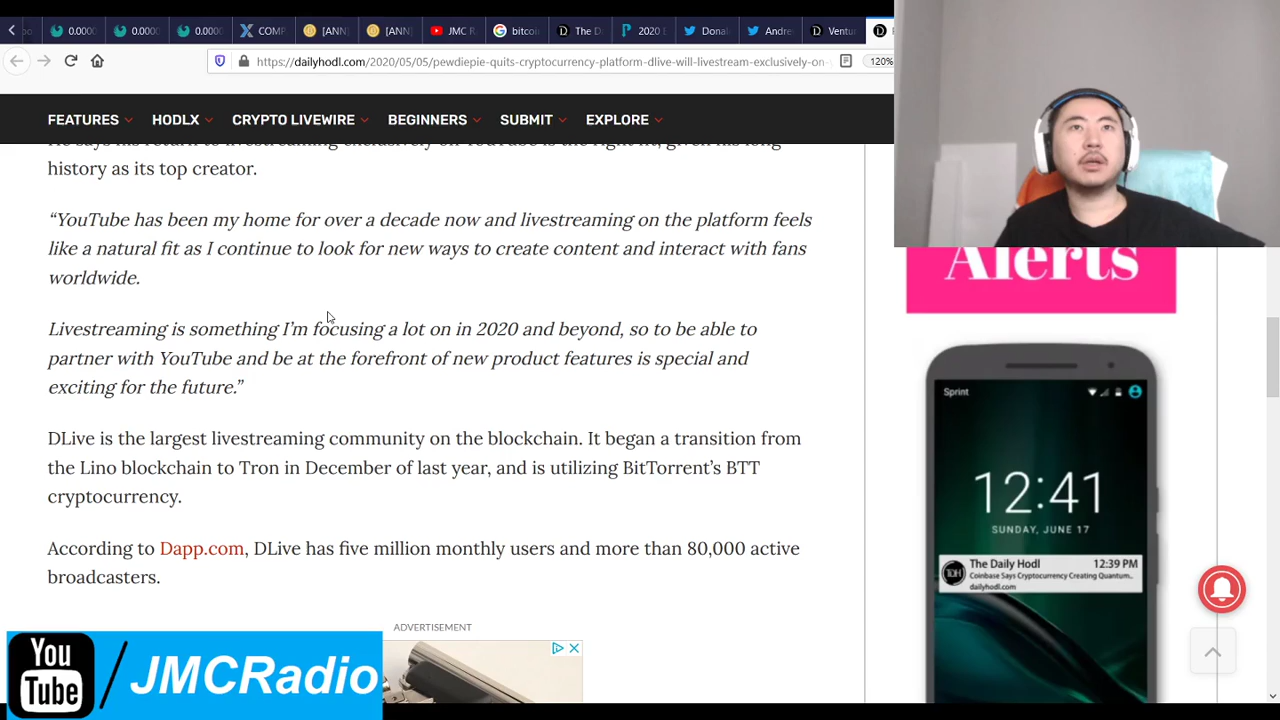 0.0000
0.0000
0.0000
COMP
[ANN]
[ANN]
JMC R
bitcoi
The D
2020 E
Donal
Andre
Ventu
https://dailyhodl.com/2020/05/05/pewdiepie-quits-cryptocurrency-platform-dlive-will-livestream-exclusively-on-
120%
FEATURES
HODLX
CRYPTO LIVEWIRE
BEGINNERS
SUBMIT
EXPLORE
He says his return to livestreaming exclusively on YouTube is the right fit, given his long
history as its top creator.
“YouTube has been my home for over a decade now and livestreaming on the platform feels
like a natural fit as I continue to look for new ways to create content and interact with fans
worldwide.
Livestreaming is something I’m focusing a lot on in 2020 and beyond, so to be able to
partner with YouTube and be at the forefront of new product features is special and
exciting for the future.”
DLive is the largest livestreaming community on the blockchain. It began a transition from
the Lino blockchain to Tron in December of last year, and is utilizing BitTorrent’s BTT
cryptocurrency.
According to Dapp.com, DLive has five million monthly users and more than 80,000 active
broadcasters.
ADVERTISEMENT
Alerts
Sprint
12:41
SUNDAY, JUNE 17
TDH
The Daily Hodl
12:39 PM
Coinbase Says Cryptocurrency Creating Quantum..
dailyhodl.com
You
Tube
/JMCRadio